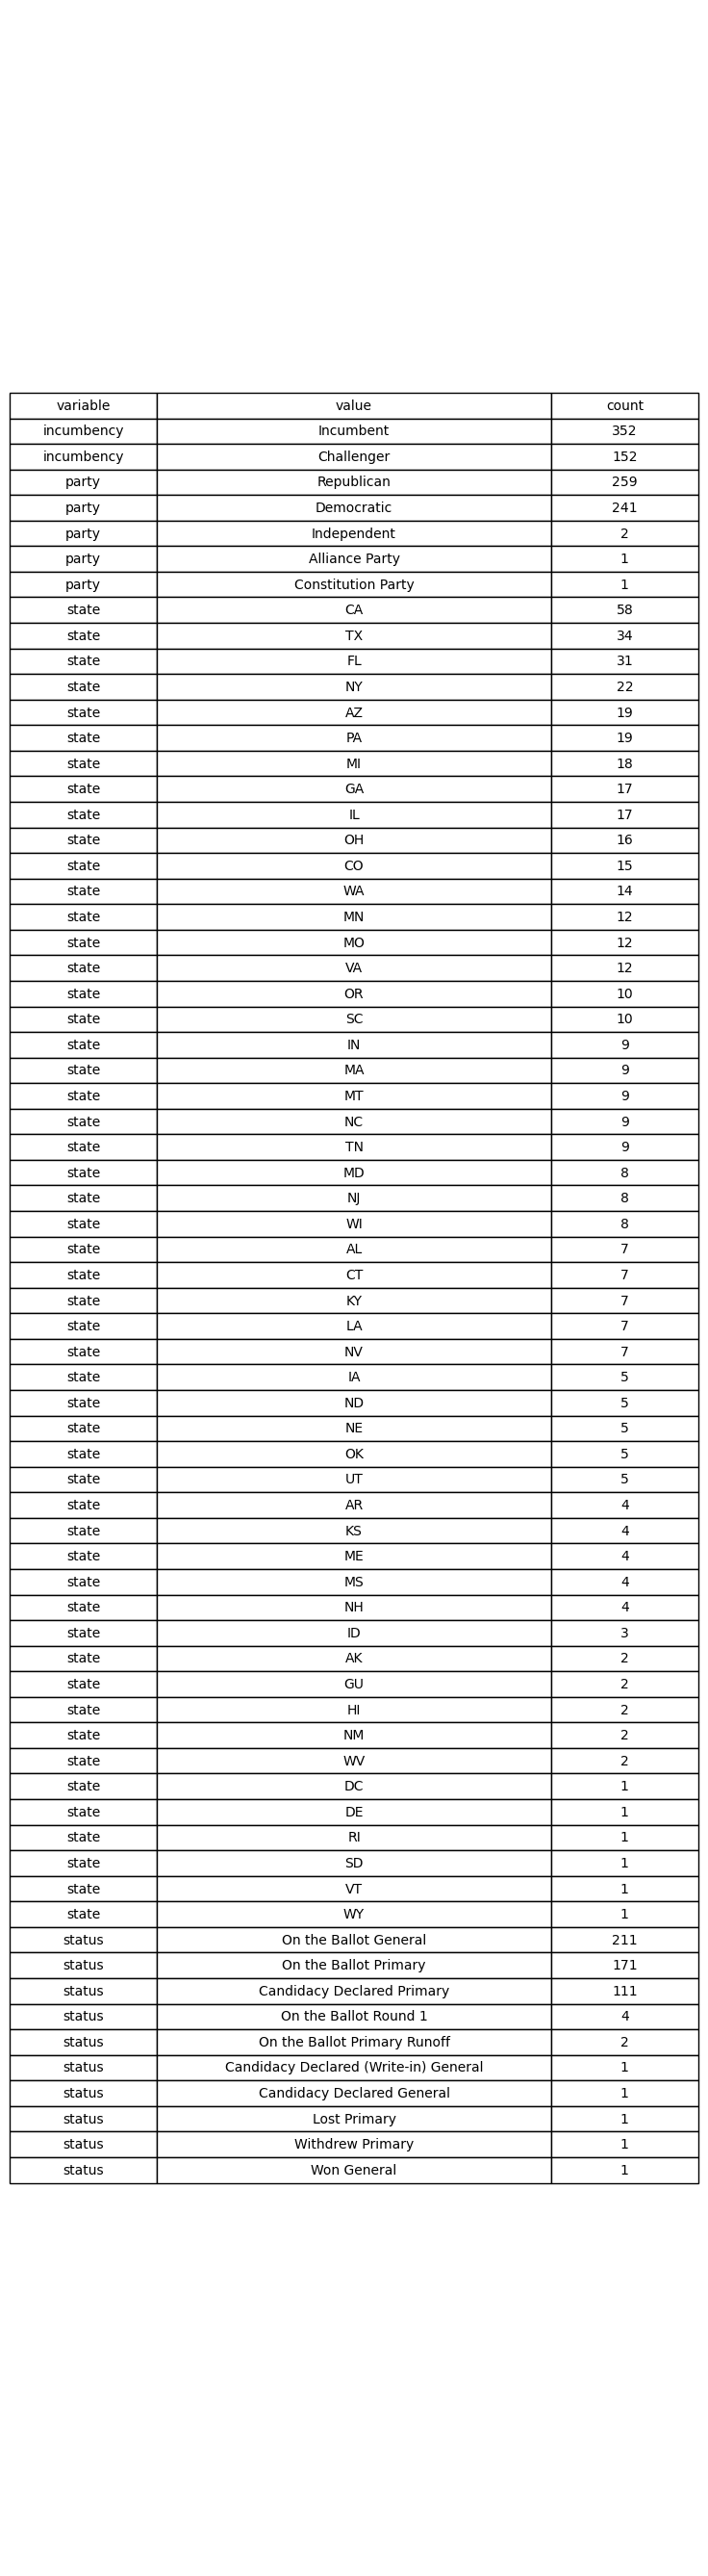 variable value count
incumbency Incumbent 352
incumbency Challenger 152
party Republican 259
party Democratic 241
party Independent 2
party Alliance Party 1
party Constitution Party 1
state CA 58
state TX 34
state FL 31
state NY 22
state AZ 19
state PA 19
state MI 18
state GA 17
state IL 17
state OH 16
state CO 15
state WA 14
state MN 12
state MO 12
state VA 12
state OR 10
state SC 10
state IN 9
state MA 9
state MT 9
state NC 9
state TN 9
state MD 8
state NJ 8
state WI 8
state AL 7
state CT 7
state KY 7
state LA 7
state NV 7
state IA 5
state ND 5
state NE 5
state OK 5
state UT 5
state AR 4
state KS 4
state ME 4
state MS 4
state NH 4
state ID 3
state AK 2
state GU 2
state HI 2
state NM 2
state WV 2
state DC 1
state DE 1
state RI 1
state SD 1
state VT 1
state WY 1
status On the Ballot General 211
status On the Ballot Primary 171
status Candidacy Declared Primary 111
status On the Ballot Round 1 4
status On the Ballot Primary Runoff 2
status Candidacy Declared (Write-in) General 1
status Candidacy Declared General 1
status Lost Primary 1
status Withdrew Primary 1
status Won General 1